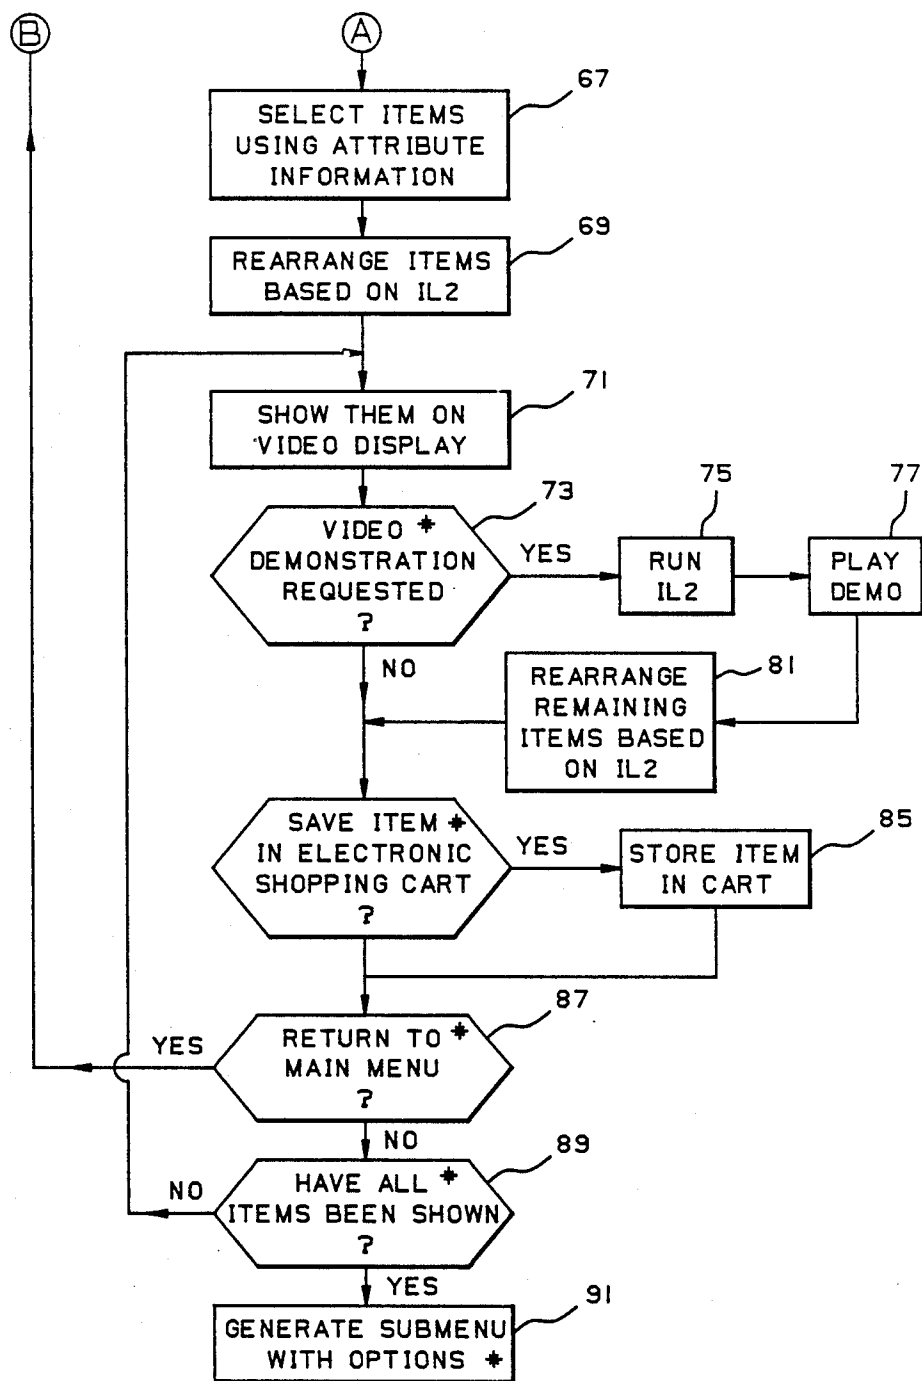 B
A
67
SELECT ITEMS
USING ATTRIBUTE
INFORMATION
69
REARRANGE ITEMS
BASED ON IL2
71
SHOW THEM ON
VIDEO DISPLAY
73
VIDEO *
DEMONSTRATION
REQUESTED
?
YES
75
RUN
IL2
77
PLAY
DEMO
NO
81
REARRANGE
REMAINING
ITEMS BASED
ON IL2
SAVE ITEM *
IN ELECTRONIC
SHOPPING CART
?
YES
85
STORE ITEM
IN CART
87
RETURN TO *
MAIN MENU
?
YES
NO
89
HAVE ALL *
ITEMS BEEN SHOWN
?
NO
YES
91
GENERATE SUBMENU
WITH OPTIONS *